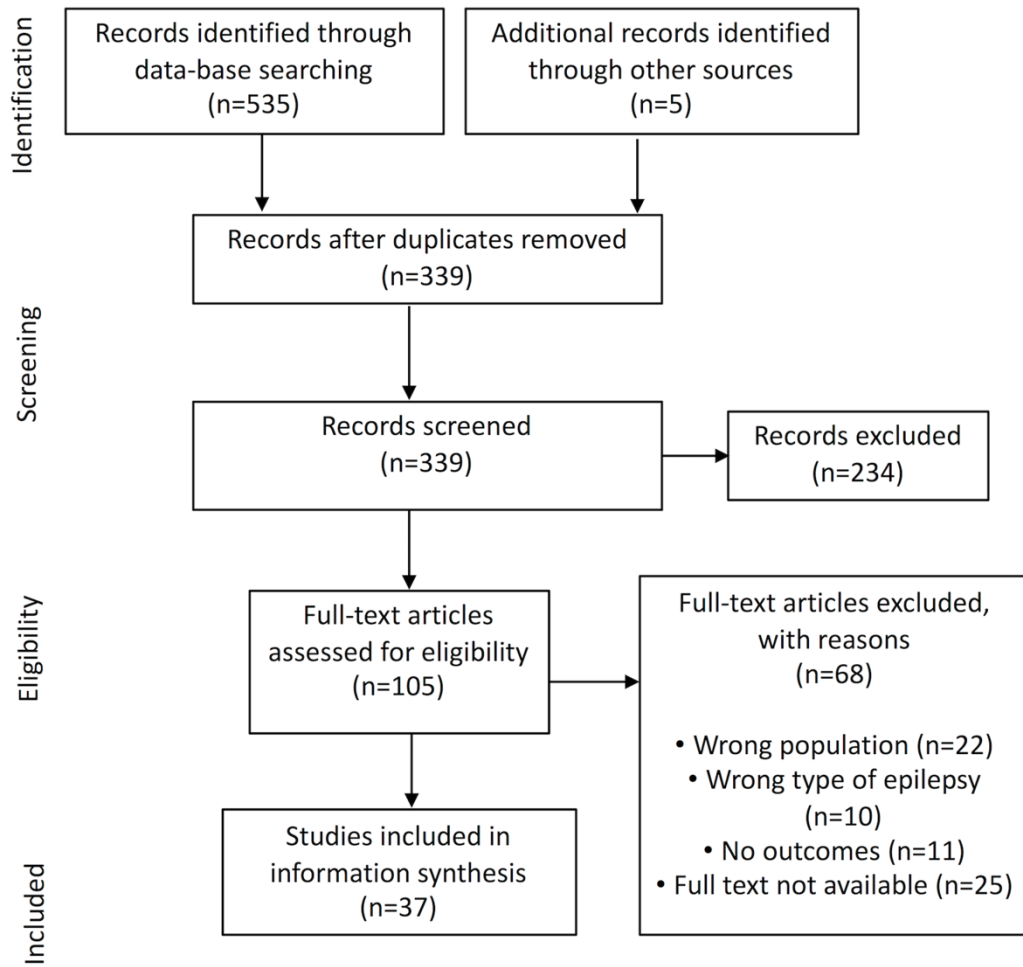 Identification
Records identified through
data-base searching
(n=535)
Additional records identified
through other sources
(n=5)
Records after duplicates removed
(n=339)
Screening
Records screened
(n=339)
Records excluded
(n=234)
Eligibility
Full-text articles
assessed for eligibility
(n=105)
Full-text articles excluded,
with reasons
(n=68)
• Wrong population (n=22)
• Wrong type of epilepsy
(n=10)
• No outcomes (n=11)
• Full text not available (n=25)
Included
Studies included in
information synthesis
(n=37)